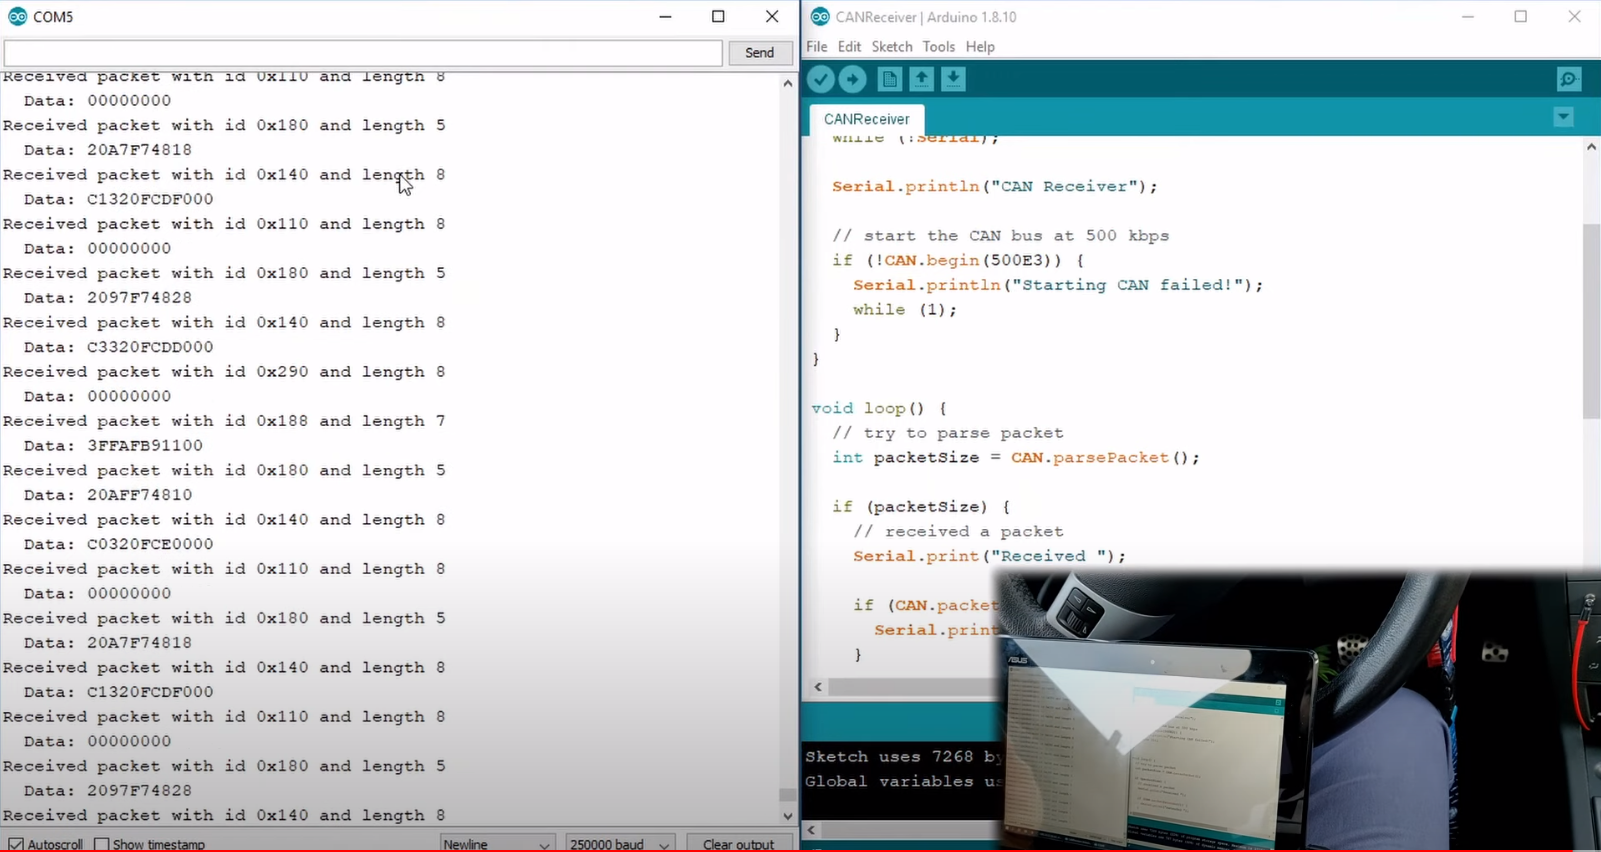 COM5
Send
Received packet with id 0x110 and length 8
Data: 00000000
Received packet with id 0x180 and length 5
Data: 20A7F74818
Received packet with id 0x140 and length 8
Data: C1320FCDF000
Received packet with id 0x110 and length 8
Data: 00000000
Received packet with id 0x180 and length 5
Data: 2097F74828
Received packet with id 0x140 and length 8
Data: C3320FCDD000
Received packet with id 0x290 and length 8
Data: 00000000
Received packet with id 0x188 and length 7
Data: 3FFAFB91100
Received packet with id 0x180 and length 5
Data: 20AFF74810
Received packet with id 0x140 and length 8
Data: C0320FCE0000
Received packet with id 0x110 and length 8
Data: 00000000
Received packet with id 0x180 and length 5
Data: 20A7F74818
Received packet with id 0x140 and length 8
Data: C1320FCDF000
Received packet with id 0x110 and length 8
Data: 00000000
Received packet with id 0x180 and length 5
Data: 2097F74828
Received packet with id 0x140 and length 8
Autoscroll Show timestamp Newline 250000 baud Clear output
CANReceiver | Arduino 1.8.10
File Edit Sketch Tools Help
CANReceiver
while (!Serial);
Serial.println("CAN Receiver");
// start the CAN bus at 500 kbps
if (!CAN.begin(500E3)) {
Serial.println("Starting CAN failed!");
while (1);
}
}
void loop() {
// try to parse packet
int packetSize = CAN.parsePacket();
if (packetSize) {
// received a packet
Serial.print("Received ");
if (CAN.packet
Serial.print
}
Sketch uses 7268 by
Global variables us
ASUS